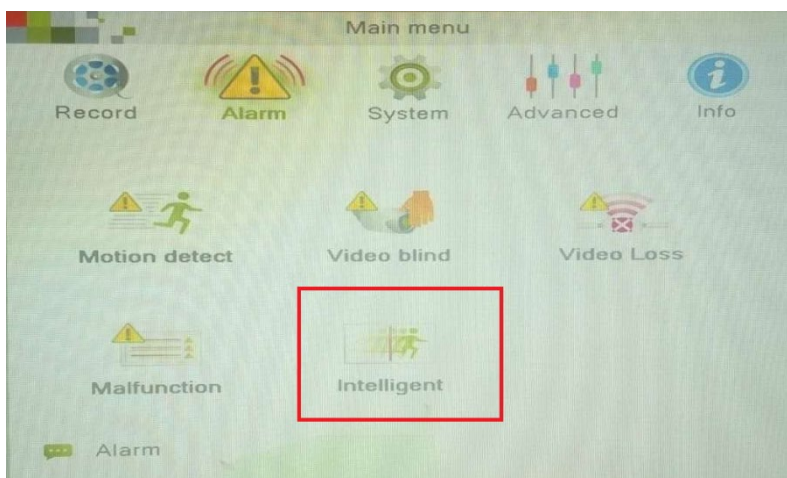 Main menu
Record Alarm System Advanced Info
Motion detect Video blind Video Loss
Malfunction Intelligent
Alarm